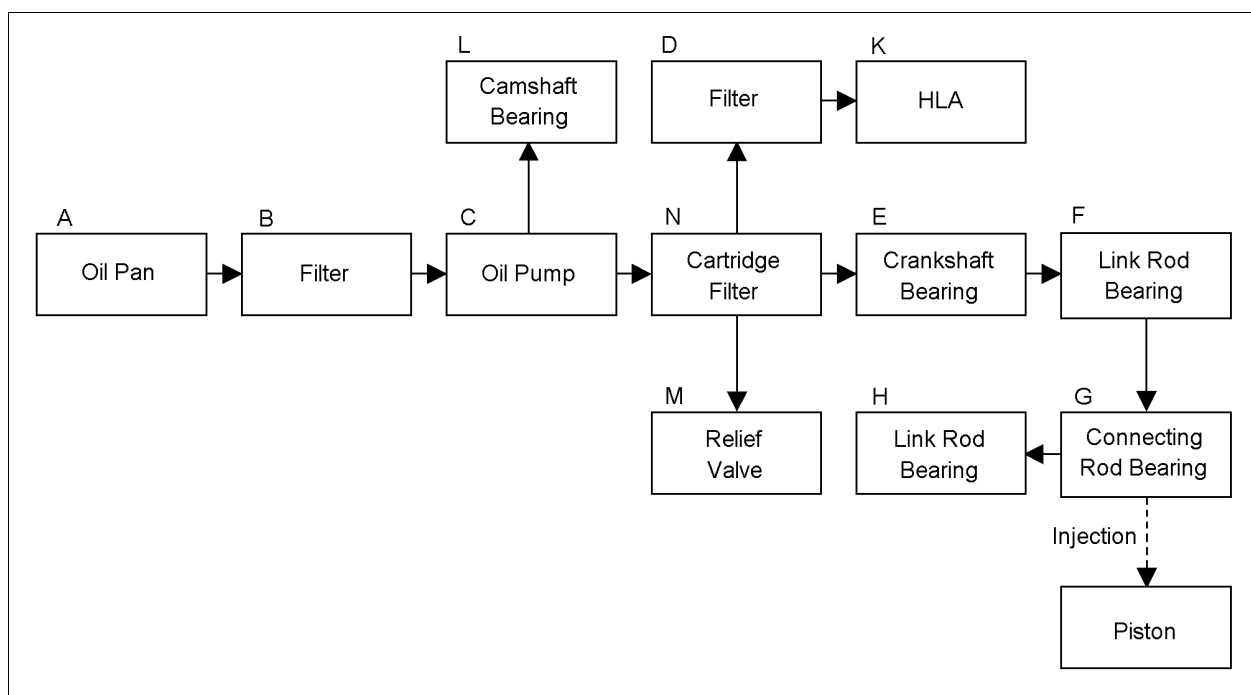 L
Camshaft
Bearing
D
Filter
K
HLA
A
Oil Pan
B
Filter
C
Oil Pump
N
Cartridge
Filter
E
Crankshaft
Bearing
F
Link Rod
Bearing
M
Relief
Valve
H
Link Rod
Bearing
G
Connecting
Rod Bearing
Injection
Piston